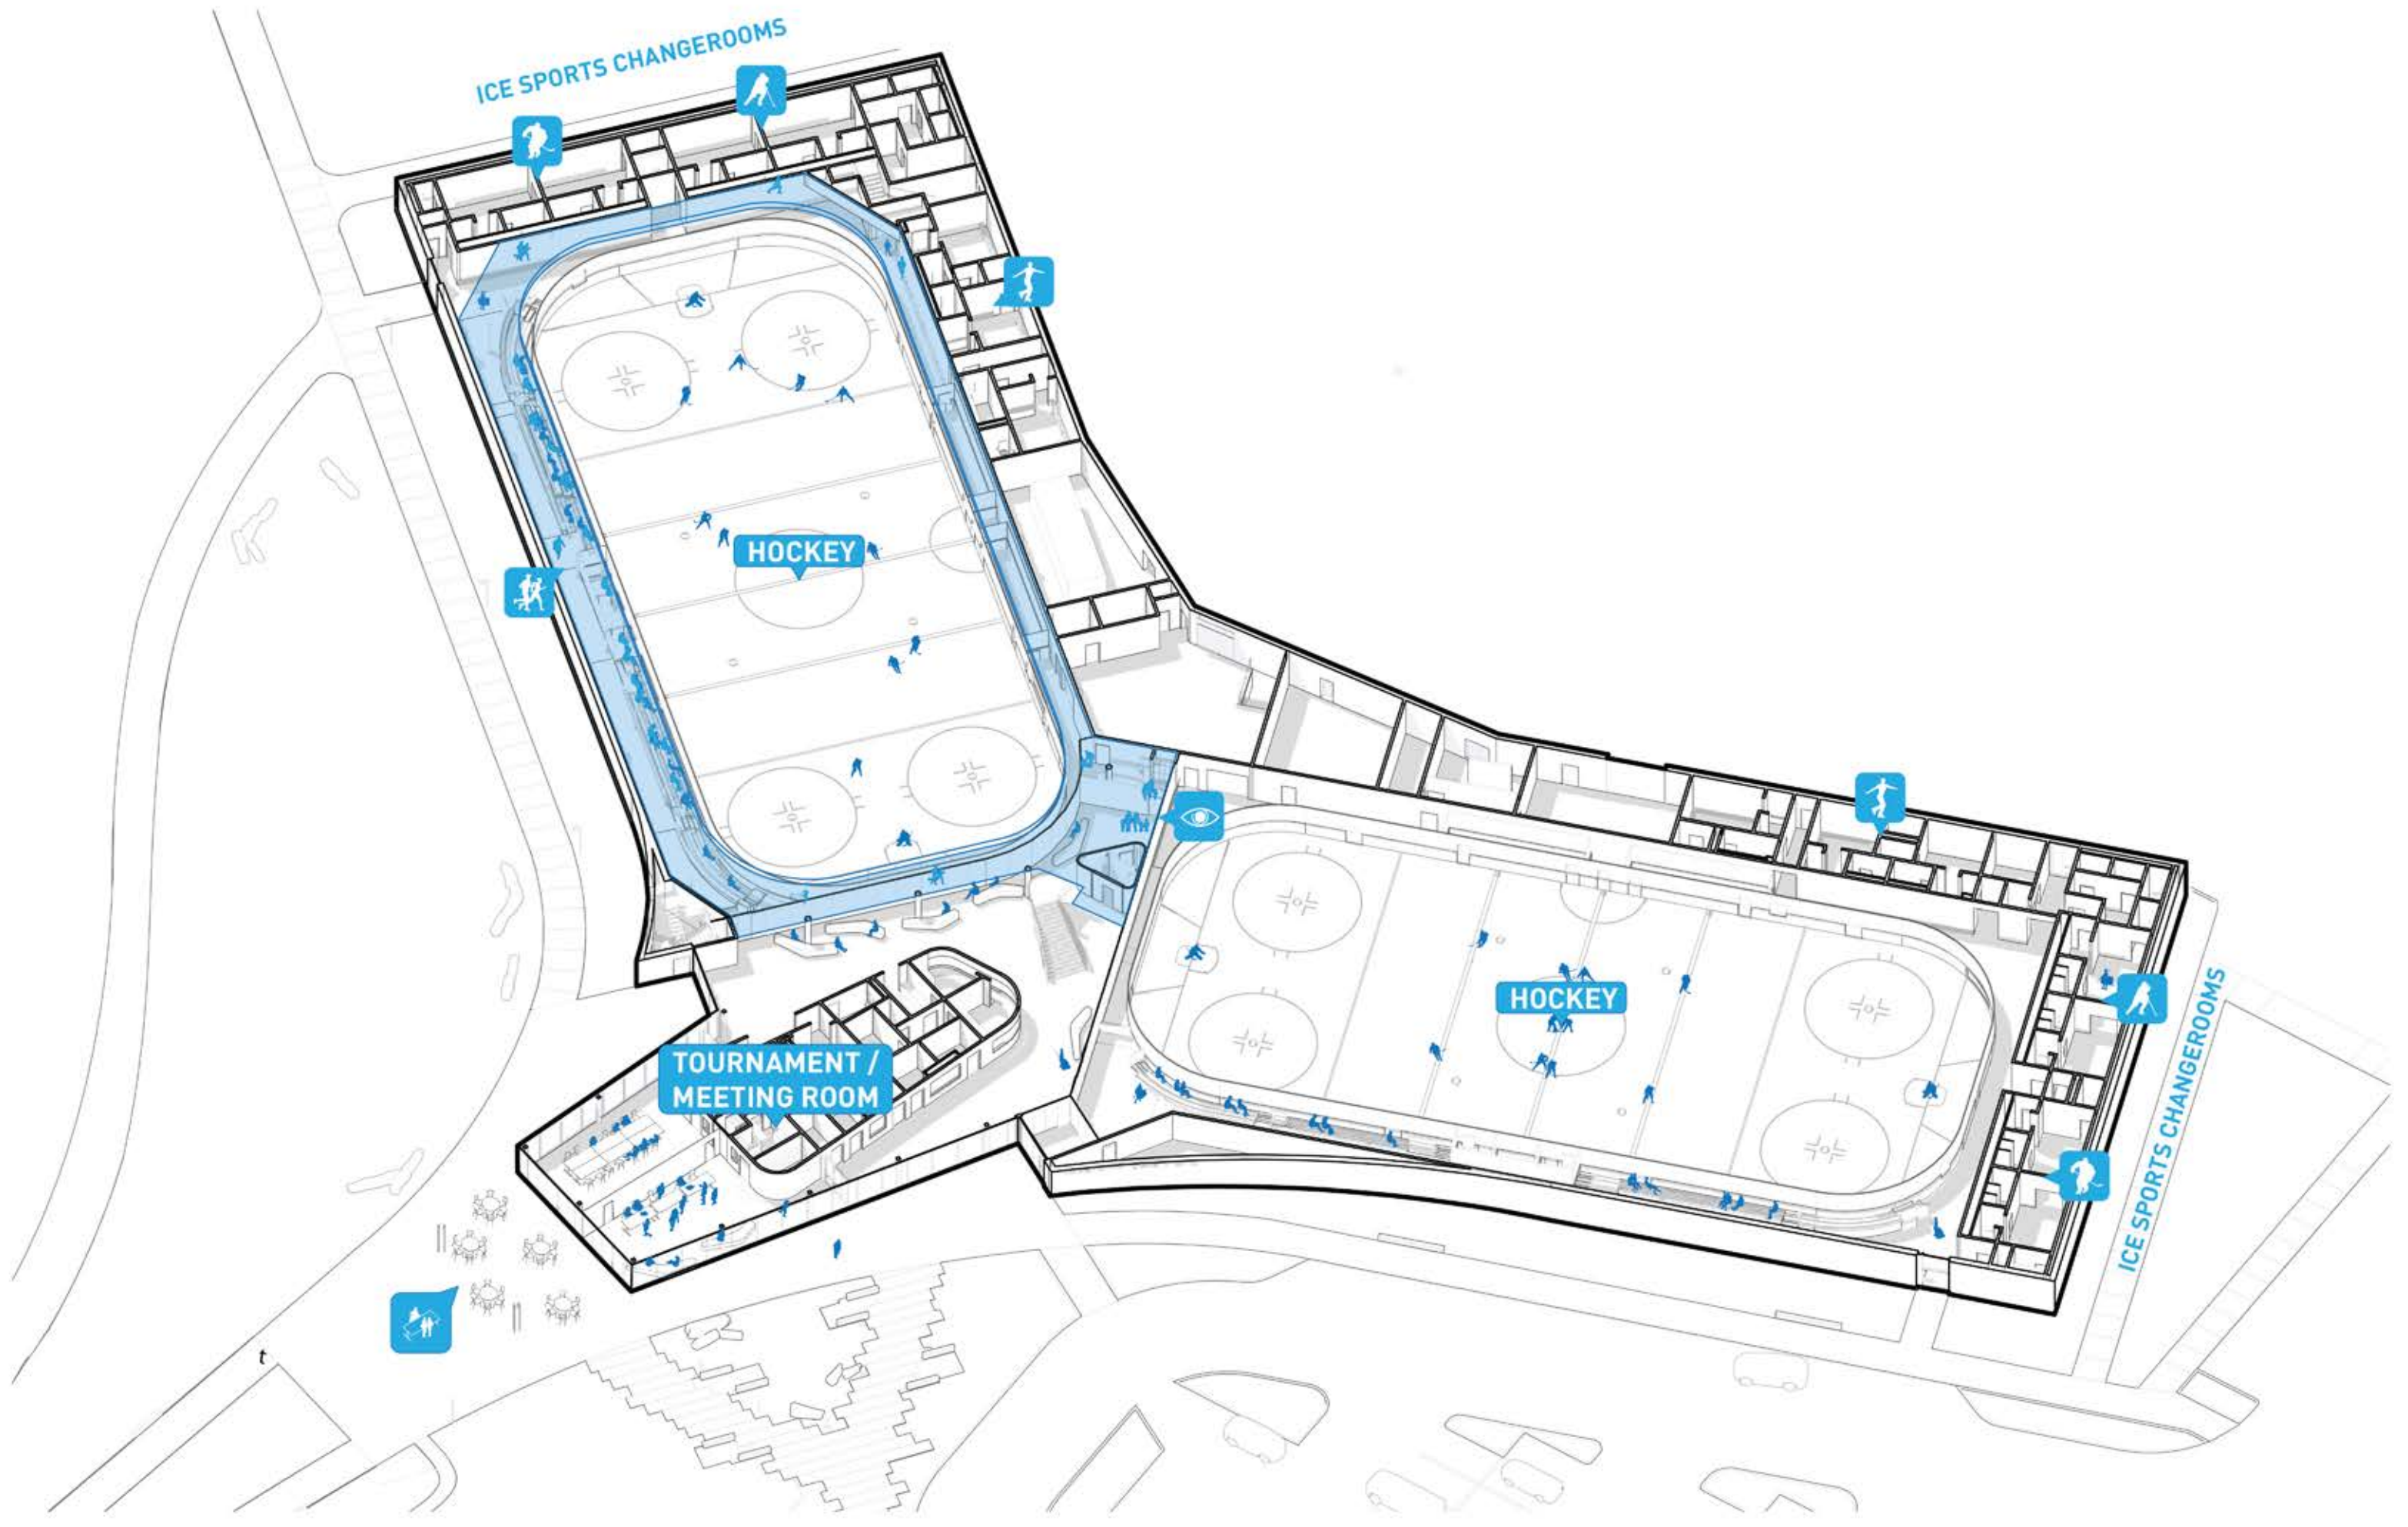 ICE SPORTS CHANGEROOMS
HOCKEY
HOCKEY
TOURNAMENT /
MEETING ROOM
ICE SPORTS CHANGEROOMS
t